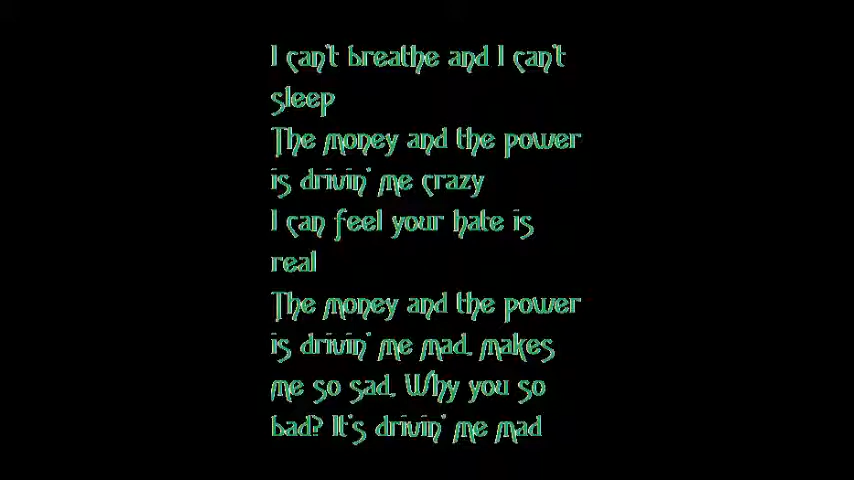 I can't breathe and I can't
sleep
The money and the power
is drivin' me crazy
I can feel your hate is
real
The money and the power
is drivin' me mad, makes
me so sad, Why you so
bad? It's drivin' me mad